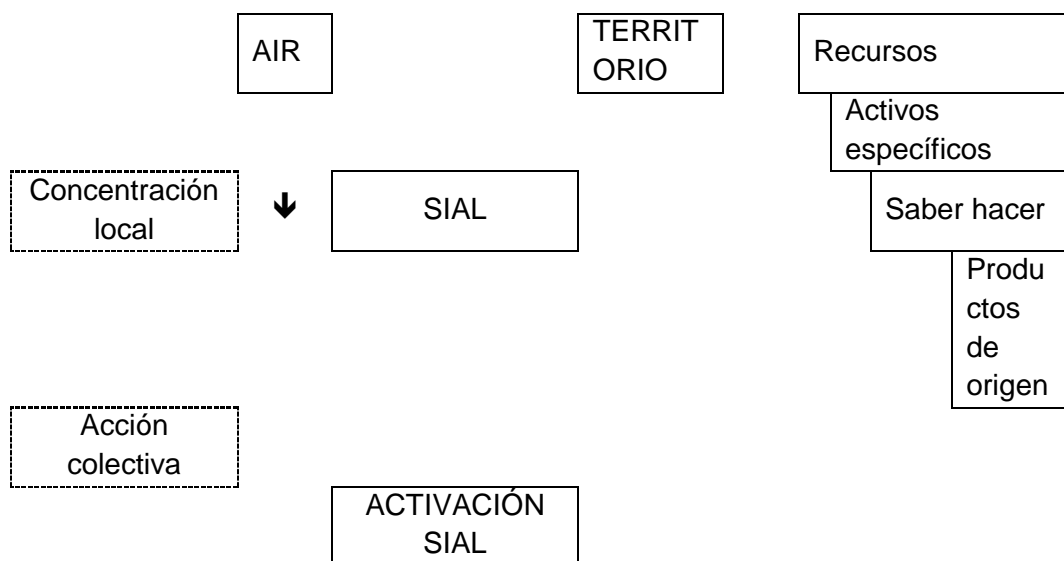 AIR
TERRIT
ORIO
Recursos
Activos
específicos
Concentración
local
SIAL
Saber hacer
Produ
ctos
de
origen
Acción
colectiva
ACTIVACIÓN
SIAL